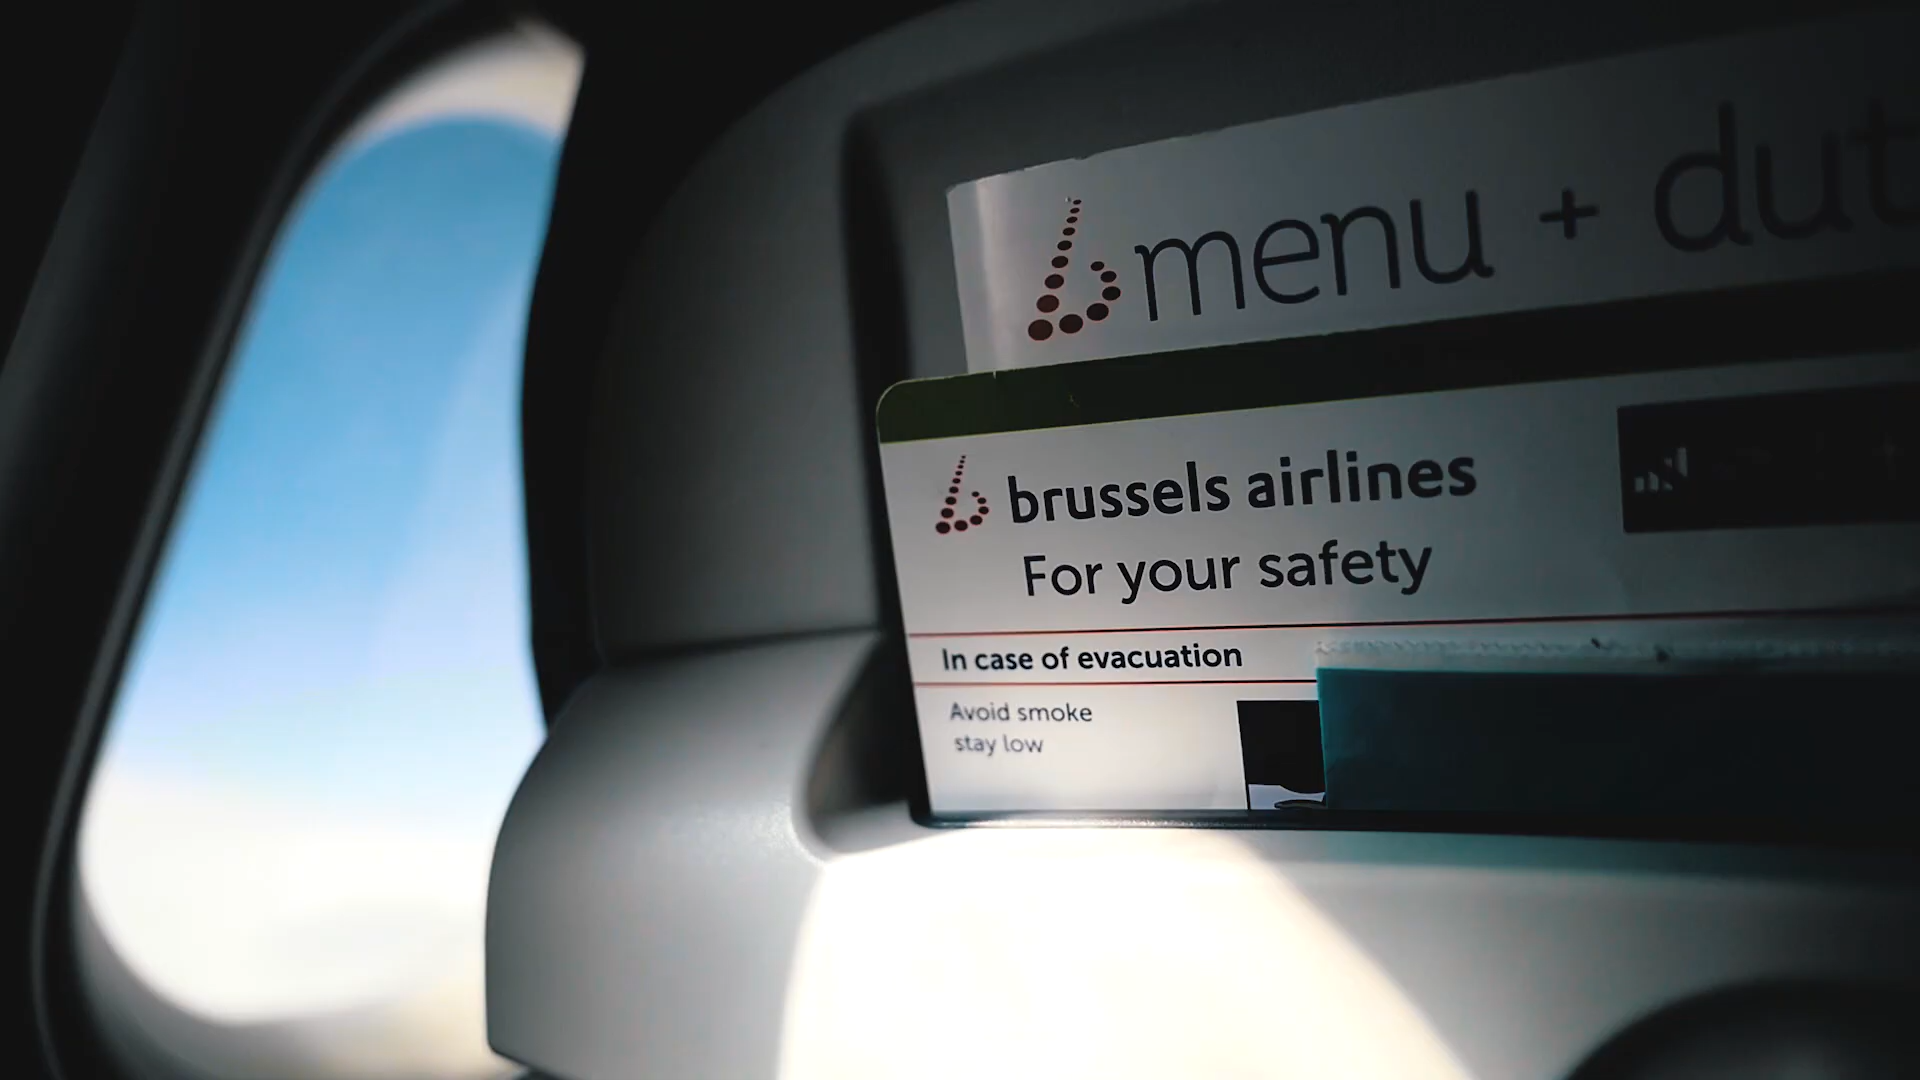 b menu + dut
brussels airlines
For your safety
In case of evacuation
Avoid smoke
stay low